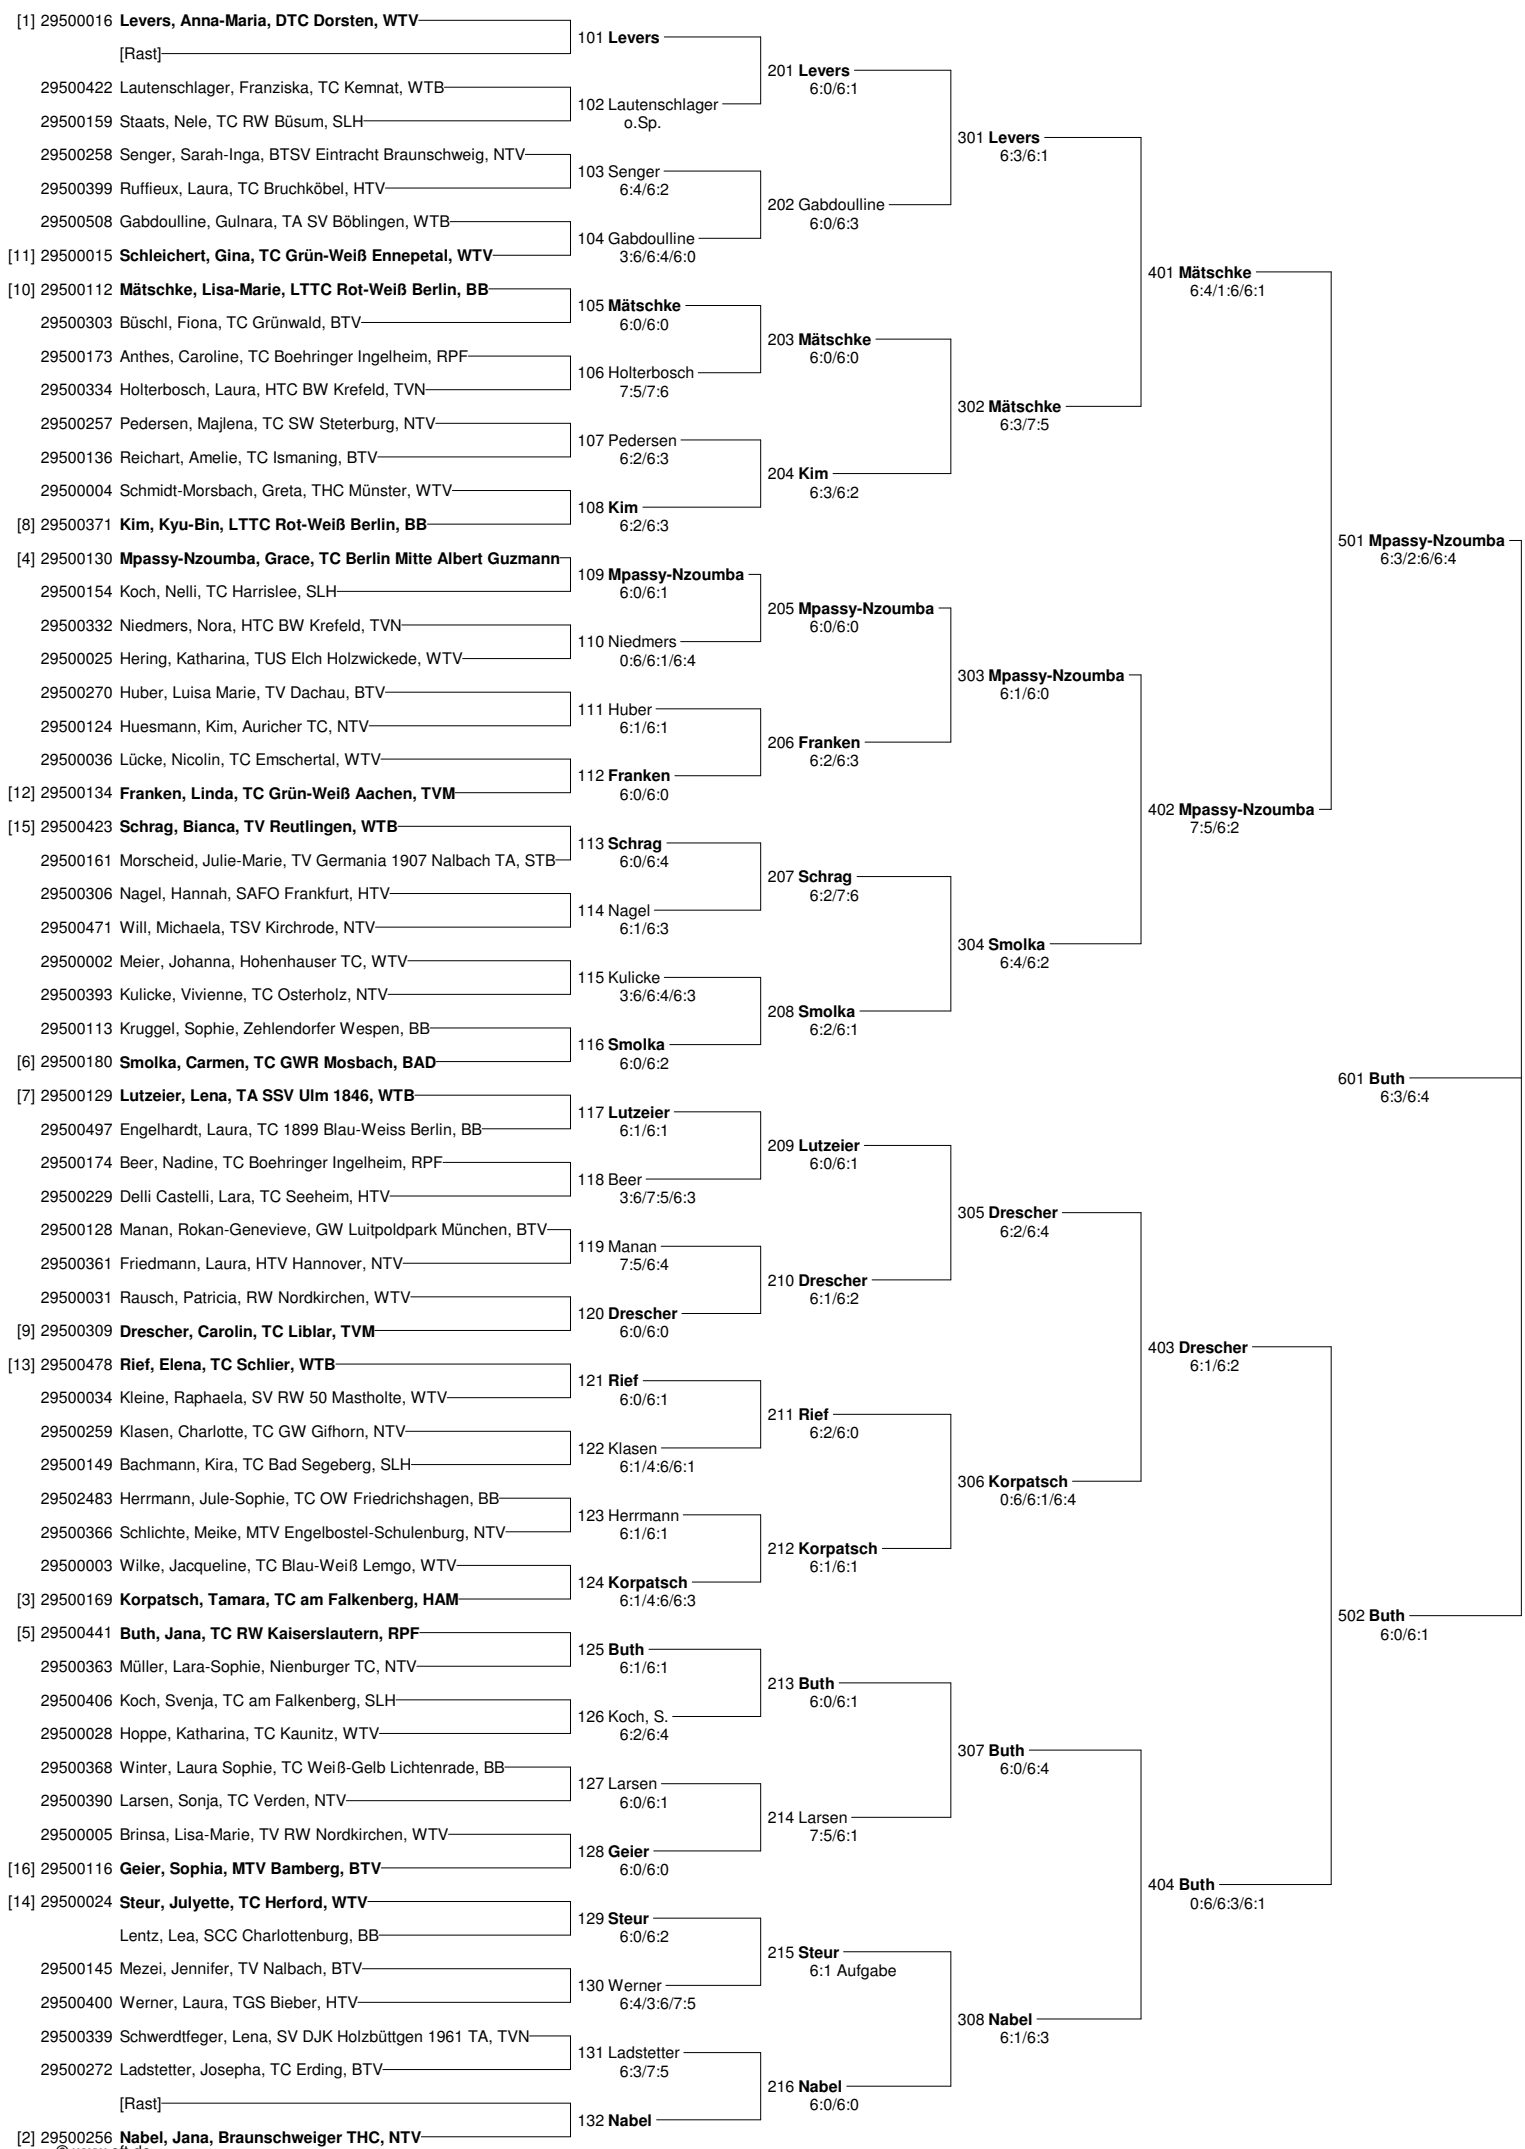 [1] 29500016 Levers, Anna-Maria, DTC Dorsten, WTV
[Rast]
29500422 Lautenschlager, Franziska, TC Kemnat, WTB
29500159 Staats, Nele, TC RW Büsum, SLH
29500258 Senger, Sarah-Inga, BTSV Eintracht Braunschweig, NTV
29500399 Ruffieux, Laura, TC Bruchköbel, HTV
29500508 Gabdoulline, Gulnara, TA SV Böblingen, WTB
[11] 29500015 Schleichert, Gina, TC Grün-Weiß Ennepetal, WTV
[10] 29500112 Mätschke, Lisa-Marie, LTTC Rot-Weiß Berlin, BB
29500303 Büschl, Fiona, TC Grünwald, BTV
29500173 Anthes, Caroline, TC Boehringer Ingelheim, RPF
29500334 Holterbosch, Laura, HTC BW Krefeld, TVN
29500257 Pedersen, Majlena, TC SW Steterburg, NTV
29500136 Reichart, Amelie, TC Ismaning, BTV
29500004 Schmidt-Morsbach, Greta, THC Münster, WTV
[8] 29500371 Kim, Kyu-Bin, LTTC Rot-Weiß Berlin, BB
[4] 29500130 Mpassy-Nzoumba, Grace, TC Berlin Mitte Albert Guzmann
29500154 Koch, Nelli, TC Harrislee, SLH
29500332 Niedmers, Nora, HTC BW Krefeld, TVN
29500025 Hering, Katharina, TUS Elch Holzwickede, WTV
29500270 Huber, Luisa Marie, TV Dachau, BTV
29500124 Huesmann, Kim, Auricher TC, NTV
29500036 Lücke, Nicolin, TC Emschertal, WTV
[12] 29500134 Franken, Linda, TC Grün-Weiß Aachen, TVM
[15] 29500423 Schrag, Bianca, TV Reutlingen, WTB
29500161 Morscheid, Julie-Marie, TV Germania 1907 Nalbach TA, STB
29500306 Nagel, Hannah, SAFO Frankfurt, HTV
29500471 Will, Michaela, TSV Kirchrode, NTV
29500002 Meier, Johanna, Hohenhauser TC, WTV
29500393 Kulicke, Vivienne, TC Osterholz, NTV
29500113 Kruggel, Sophie, Zehlendorfer Wespen, BB
[6] 29500180 Smolka, Carmen, TC GWR Mosbach, BAD
[7] 29500129 Lutzeier, Lena, TA SSV Ulm 1846, WTB
29500497 Engelhardt, Laura, TC 1899 Blau-Weiss Berlin, BB
29500174 Beer, Nadine, TC Boehringer Ingelheim, RPF
29500229 Delli Castelli, Lara, TC Seeheim, HTV
29500128 Manan, Rokan-Genevieve, GW Luitpoldpark München, BTV
29500361 Friedmann, Laura, HTV Hannover, NTV
29500031 Rausch, Patricia, RW Nordkirchen, WTV
[9] 29500309 Drescher, Carolin, TC Liblar, TVM
[13] 29500478 Rief, Elena, TC Schlier, WTB
29500034 Kleine, Raphaela, SV RW 50 Mastholte, WTV
29500259 Klasen, Charlotte, TC GW Gifhorn, NTV
29500149 Bachmann, Kira, TC Bad Segeberg, SLH
29502483 Herrmann, Jule-Sophie, TC OW Friedrichshagen, BB
29500366 Schlichte, Meike, MTV Engelbostel-Schulenburg, NTV
29500003 Wilke, Jacqueline, TC Blau-Weiß Lemgo, WTV
[3] 29500169 Korpatsch, Tamara, TC am Falkenberg, HAM
[5] 29500441 Buth, Jana, TC RW Kaiserslautern, RPF
29500363 Müller, Lara-Sophie, Nienburger TC, NTV
29500406 Koch, Svenja, TC am Falkenberg, SLH
29500028 Hoppe, Katharina, TC Kaunitz, WTV
29500368 Winter, Laura Sophie, TC Weiß-Gelb Lichtenrade, BB
29500390 Larsen, Sonja, TC Verden, NTV
29500005 Brinsa, Lisa-Marie, TV RW Nordkirchen, WTV
[16] 29500116 Geier, Sophia, MTV Bamberg, BTV
[14] 29500024 Steur, Julyette, TC Herford, WTV
Lentz, Lea, SCC Charlottenburg, BB
29500145 Mezei, Jennifer, TV Nalbach, BTV
29500400 Werner, Laura, TGS Bieber, HTV
29500339 Schwerdtfeger, Lena, SV DJK Holzbüttgen 1961 TA, TVN
29500272 Ladstetter, Josepha, TC Erding, BTV
[Rast]
[2] 29500256 Nabel, Jana, Braunschweiger THC, NTV
101 Levers
102 Lautenschlager
o.Sp.
103 Senger
6:4/6:2
104 Gabdoulline
3:6/6:4/6:0
105 Mätschke
6:0/6:0
106 Holterbosch
7:5/7:6
107 Pedersen
6:2/6:3
108 Kim
6:2/6:3
109 Mpassy-Nzoumba
6:0/6:1
110 Niedmers
0:6/6:1/6:4
111 Huber
6:1/6:1
112 Franken
6:0/6:0
113 Schrag
6:0/6:4
114 Nagel
6:1/6:3
115 Kulicke
3:6/6:4/6:3
116 Smolka
6:0/6:2
117 Lutzeier
6:1/6:1
118 Beer
3:6/7:5/6:3
119 Manan
7:5/6:4
120 Drescher
6:0/6:0
121 Rief
6:0/6:1
122 Klasen
6:1/4:6/6:1
123 Herrmann
6:1/6:1
124 Korpatsch
6:1/4:6/6:3
125 Buth
6:1/6:1
126 Koch, S.
6:2/6:4
127 Larsen
6:0/6:1
128 Geier
6:0/6:0
129 Steur
6:0/6:2
130 Werner
6:4/3:6/7:5
131 Ladstetter
6:3/7:5
132 Nabel
201 Levers
6:0/6:1
202 Gabdoulline
6:0/6:3
203 Mätschke
6:0/6:0
204 Kim
6:3/6:2
205 Mpassy-Nzoumba
6:0/6:0
206 Franken
6:2/6:3
207 Schrag
6:2/7:6
208 Smolka
6:2/6:1
209 Lutzeier
6:0/6:1
210 Drescher
6:1/6:2
211 Rief
6:2/6:0
212 Korpatsch
6:1/6:1
213 Buth
6:0/6:1
214 Larsen
7:5/6:1
215 Steur
6:1 Aufgabe
216 Nabel
6:0/6:0
301 Levers
6:3/6:1
302 Mätschke
6:3/7:5
303 Mpassy-Nzoumba
6:1/6:0
304 Smolka
6:4/6:2
305 Drescher
6:2/6:4
306 Korpatsch
0:6/6:1/6:4
307 Buth
6:0/6:4
308 Nabel
6:1/6:3
401 Mätschke
6:4/1:6/6:1
402 Mpassy-Nzoumba
7:5/6:2
403 Drescher
6:1/6:2
404 Buth
0:6/6:3/6:1
501 Mpassy-Nzoumba
6:3/2:6/6:4
502 Buth
6:0/6:1
601 Buth
6:3/6:4